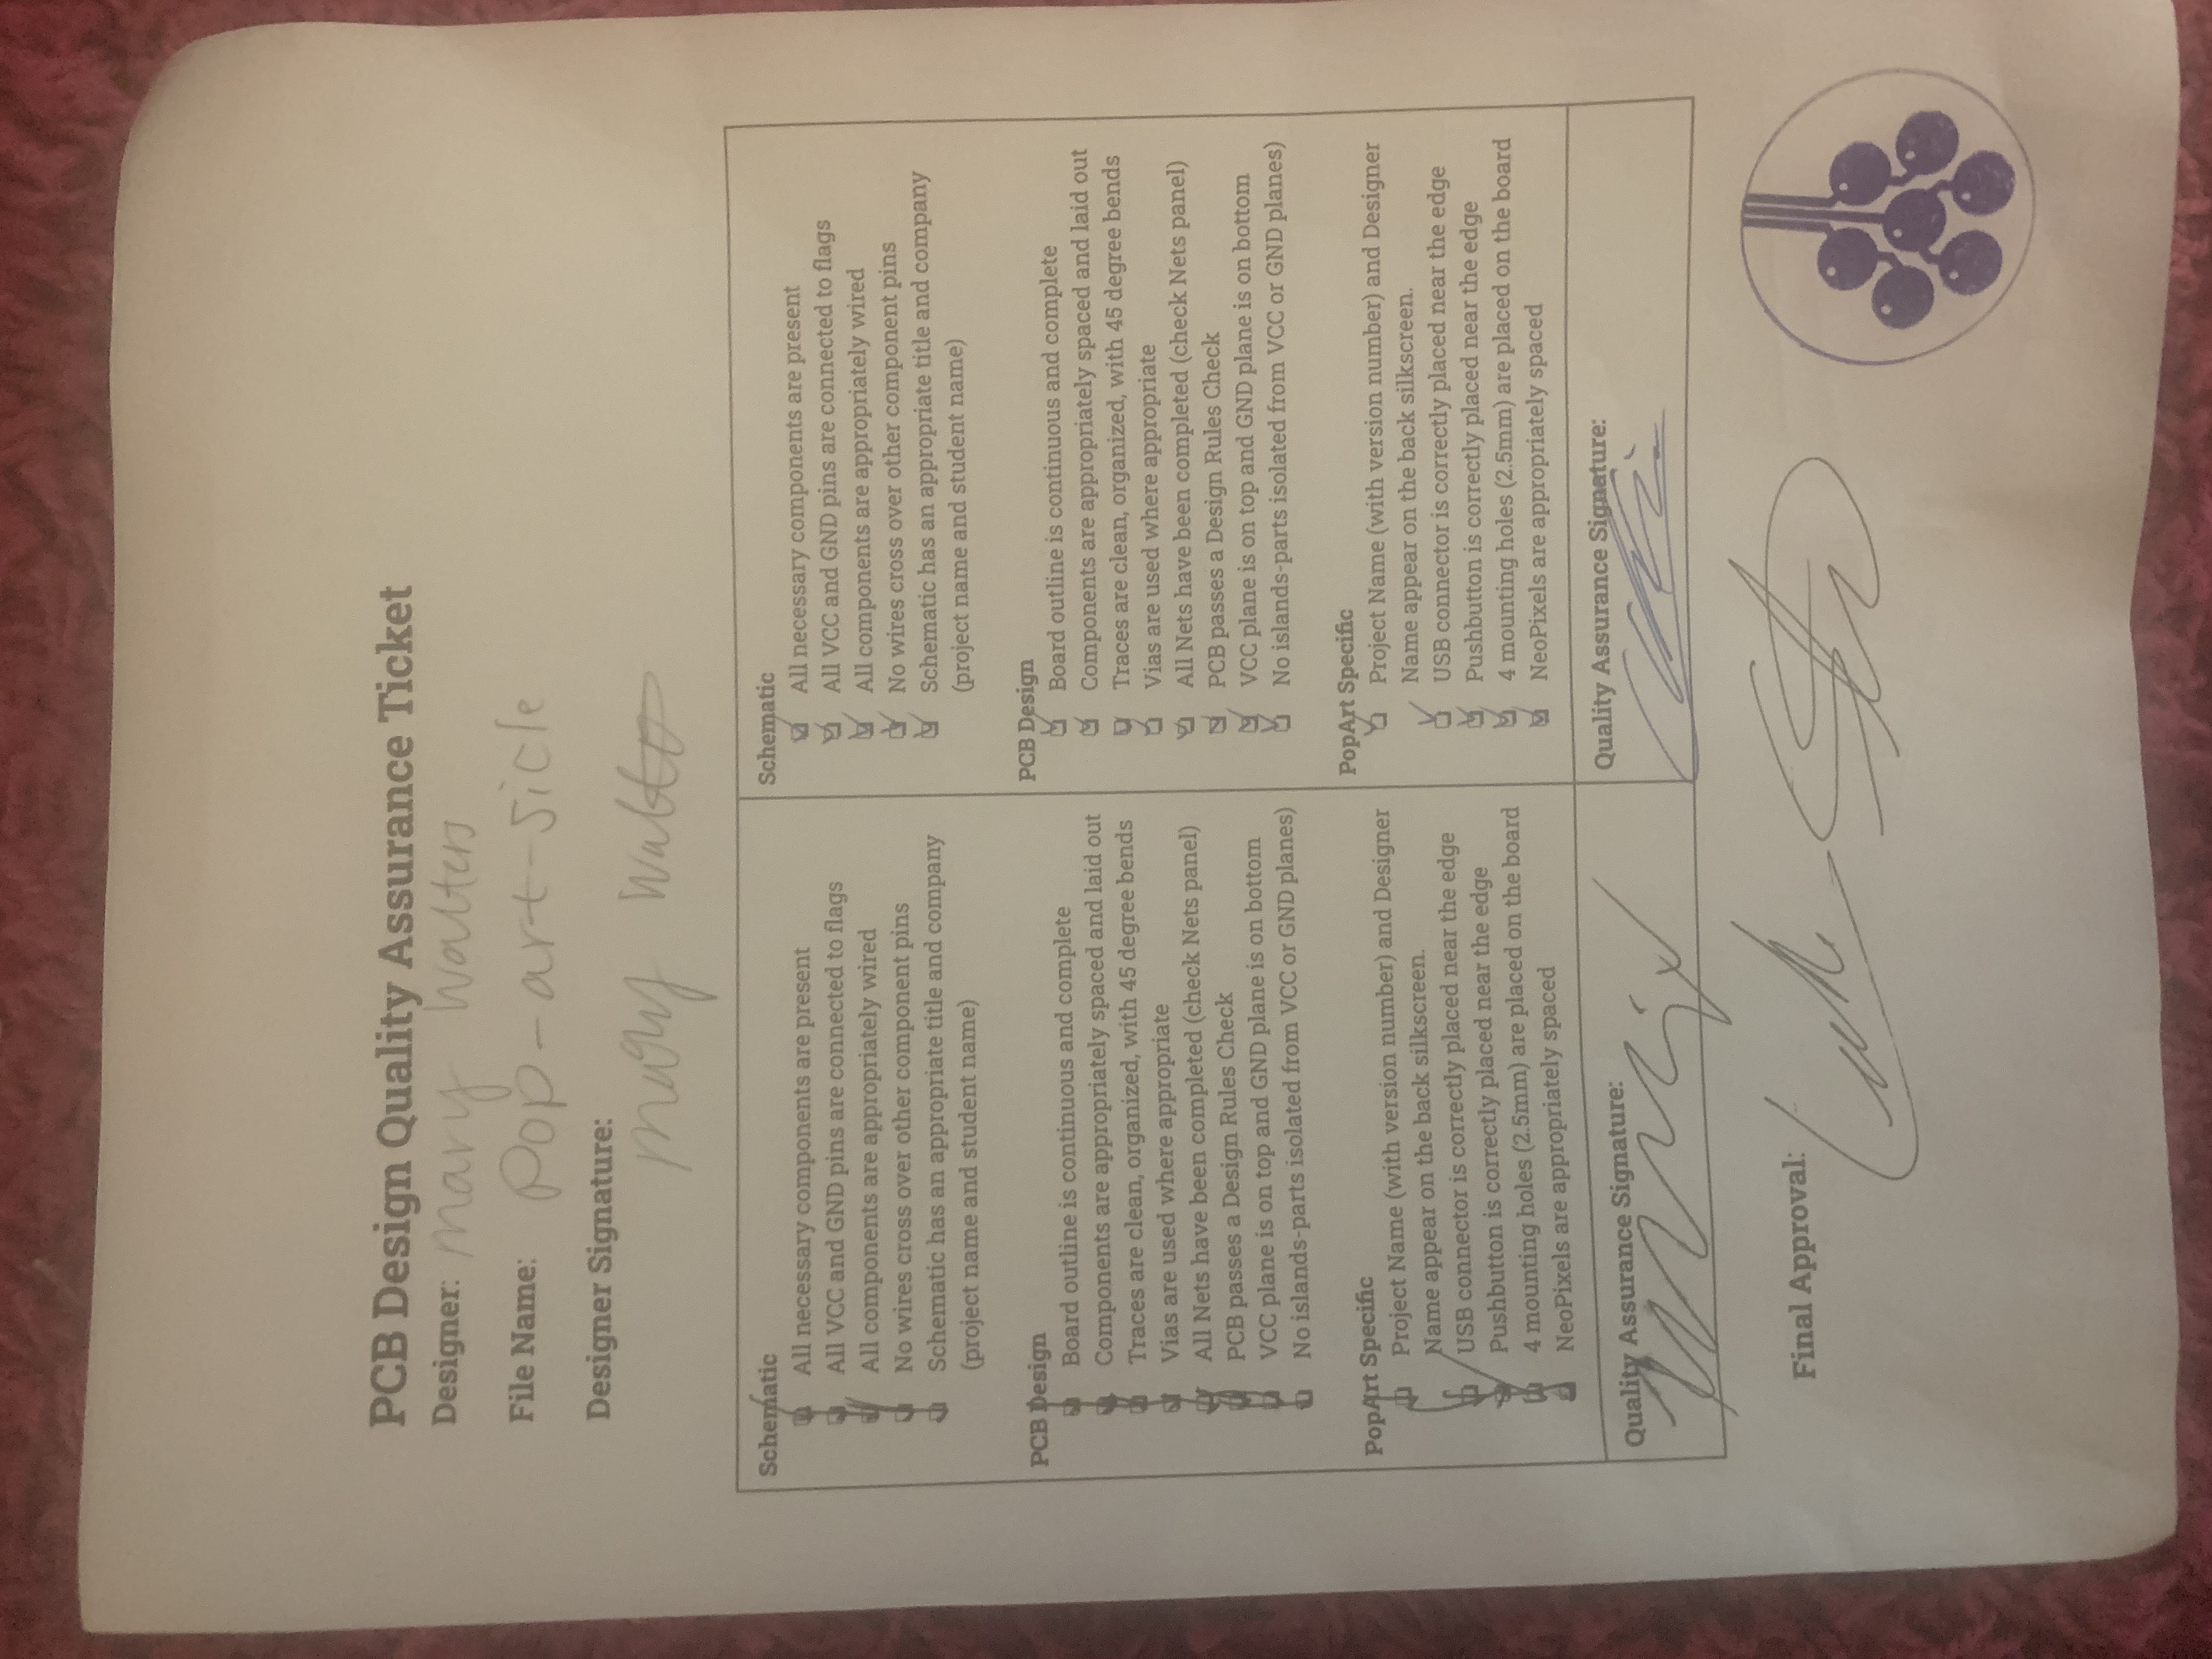 PCB Design Quality Assurance Ticket
Designer: Mary Walters
File Name: Pop-art-sicle
Designer Signature:
Mary
Schematic
All necessary components are present
All VCC and GND pins are connected to flags
All components are appropriately wired
No wires cross over other component pins
Schematic has an appropriate title and company
(project name and student name)
PCB Design
Board outline is continuous and complete
Components are appropriately spaced and laid out
Traces are clean, organized, with 45 degree bends
Vias are used where appropriate
All Nets have been completed (check Nets panel)
PCB passes a Design Rules Check
VCC plane is on top and GND plane is on bottom
No islands-parts isolated from VCC or GND planes)
PopArt Specific
Project Name (with version number) and Designer
Name appear on the back silkscreen.
USB connector is correctly placed near the edge
Pushbutton is correctly placed near the edge
4 mounting holes (2.5mm) are placed on the board
NeoPixels are appropriately spaced
Quality Assurance Signature:
Schematic
All necessary components are present
All VCC and GND pins are connected to flags
All components are appropriately wired
No wires cross over other component pins
Schematic has an appropriate title and company
(project name and student name)
PCB Design
Board outline is continuous and complete
Components are appropriately spaced and laid out
Traces are clean, organized, with 45 degree bends
Vias are used where appropriate
All Nets have been completed (check Nets panel)
PCB passes a Design Rules Check
VCC plane is on top and GND plane is on bottom
No islands-parts isolated from VCC or GND planes)
PopArt Specific
Project Name (with version number) and Designer
Name appear on the back silkscreen.
USB connector is correctly placed near the edge
Pushbutton is correctly placed near the edge
4 mounting holes (2.5mm) are placed on the board
NeoPixels are appropriately spaced
Quality Assurance Signature:
Final Approval: